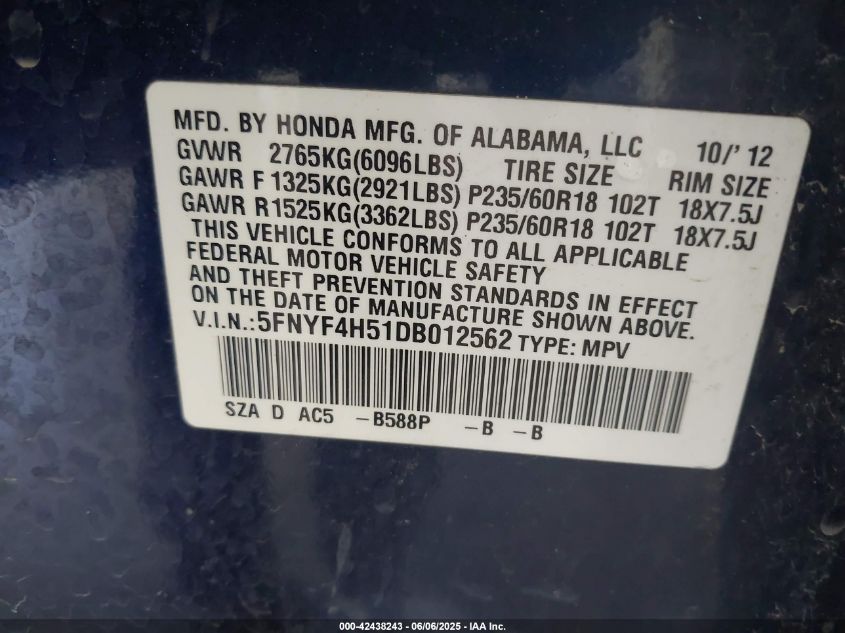 MFD. BY HONDA MFG. OF ALABAMA, LLC 10/' 12
GVWR 2765KG(6096LBS) TIRE SIZE RIM SIZE
GAWR F 1325KG(2921LBS) P235/60R18 102T 18X7.5J
GAWR R1525KG(3362LBS) P235/60R18 102T 18X7.5J
THIS VEHICLE CONFORMS TO ALL APPLICABLE
FEDERAL MOTOR VEHICLE SAFETY
AND THEFT PREVENTION STANDARDS IN EFFECT
ON THE DATE OF MANUFACTURE SHOWN ABOVE.
V.I.N.:5FNYF4H51DB012562 TYPE: MPV
SZA D AC5 -B588P -B -B
000-42438243 - 06/06/2025 - IAA Inc.